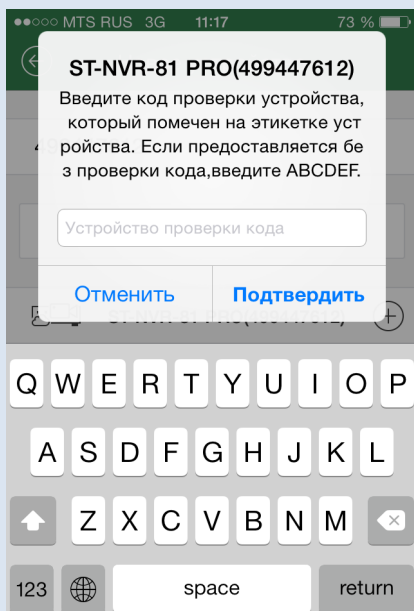 MTS RUS 3G 11:17 73 %
ST-NVR-81 PRO(499447612)
Введите код проверки устройства,
который помечен на этикетке уст
ройства. Если предоставляется бе
з проверки кода,введите ABCDEF.
Устройство проверки кода
Отменить Подтвердить
ST-NVR-81 PRO(499447612)
Q W E R T Y U I O P
A S D F G H J K L
Z X C V B N M
123 space return